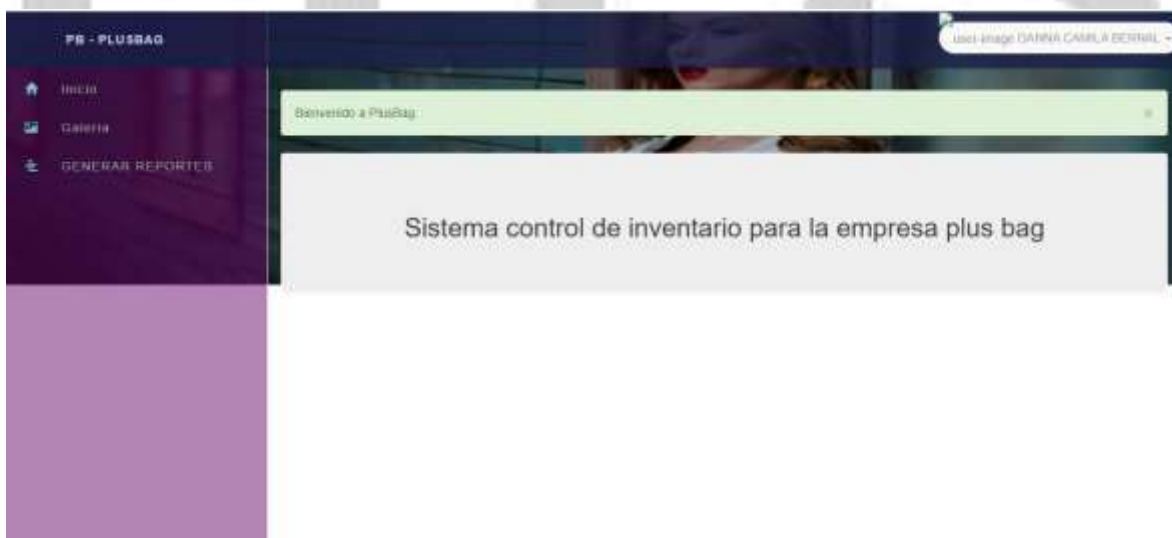 PB - PLUSBAG
user-image DANNA CAMILA BERNAL
Inicio
Galeria
GENERAR REPORTES
Bienvenido a PlusBag
×
Sistema control de inventario para la empresa plus bag